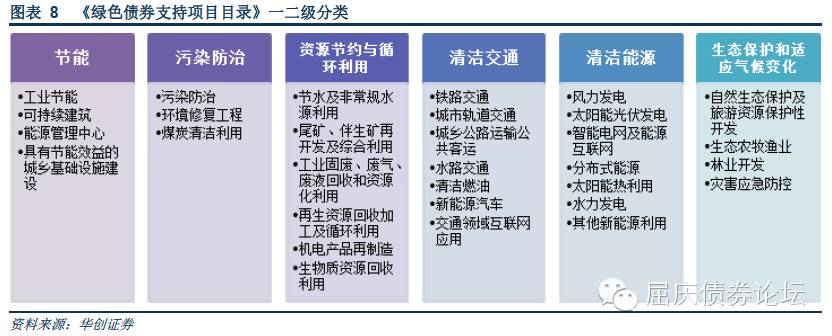 图表 8 《绿色债券支持项目目录》一二级分类
节能
•工业节能
•可持续建筑
•能源管理中心
•具有节能效益的
城乡基础设施建
设
污染防治
•污染防治
•环境修复工程
•煤炭清洁利用
资源节约与循
环利用
•节水及非常规水
源利用
•尾矿、伴生矿再
开发及综合利用
•工业固废、废气、
废液回收和资源
化利用
•再生资源回收加
工及循环利用
•机电产品再制造
•生物质资源回收
利用
清洁交通
•铁路交通
•城市轨道交通
•城乡公路运输公
共客运
•水路交通
•清洁燃油
•新能源汽车
•交通领域互联网
应用
清洁能源
•风力发电
•太阳能光伏发电
•智能电网及能源
互联网
•分布式能源
•太阳能热利用
•水力发电
•其他新能源利用
生态保护和适
应气候变化
•自然生态保护及
旅游资源保护性
开发
•生态农牧渔业
•林业开发
•灾害应急防控
屈庆债券论坛
资料来源：华创证券